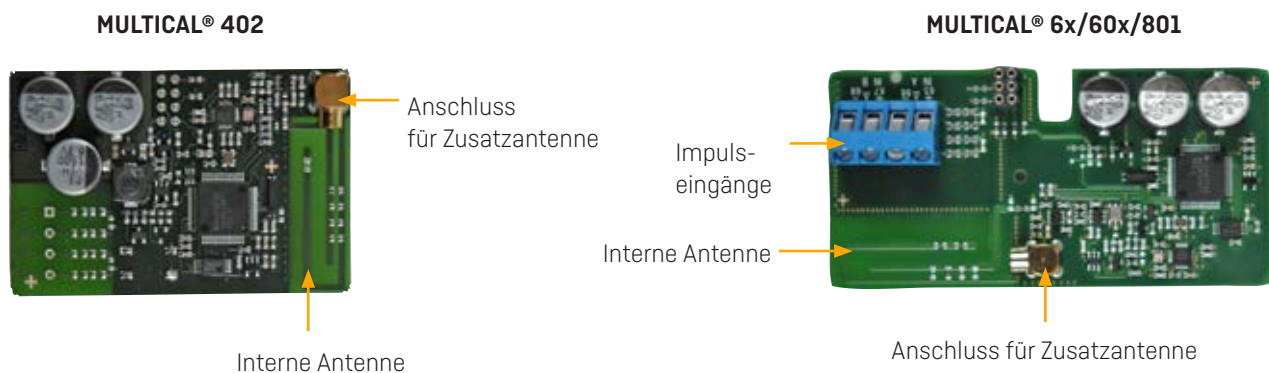 MULTICAL® 402
MULTICAL® 6x/60x/801
Anschluss
für Zusatzantenne
Interne Antenne
Impuls-
eingänge
Interne Antenne
Anschluss für Zusatzantenne